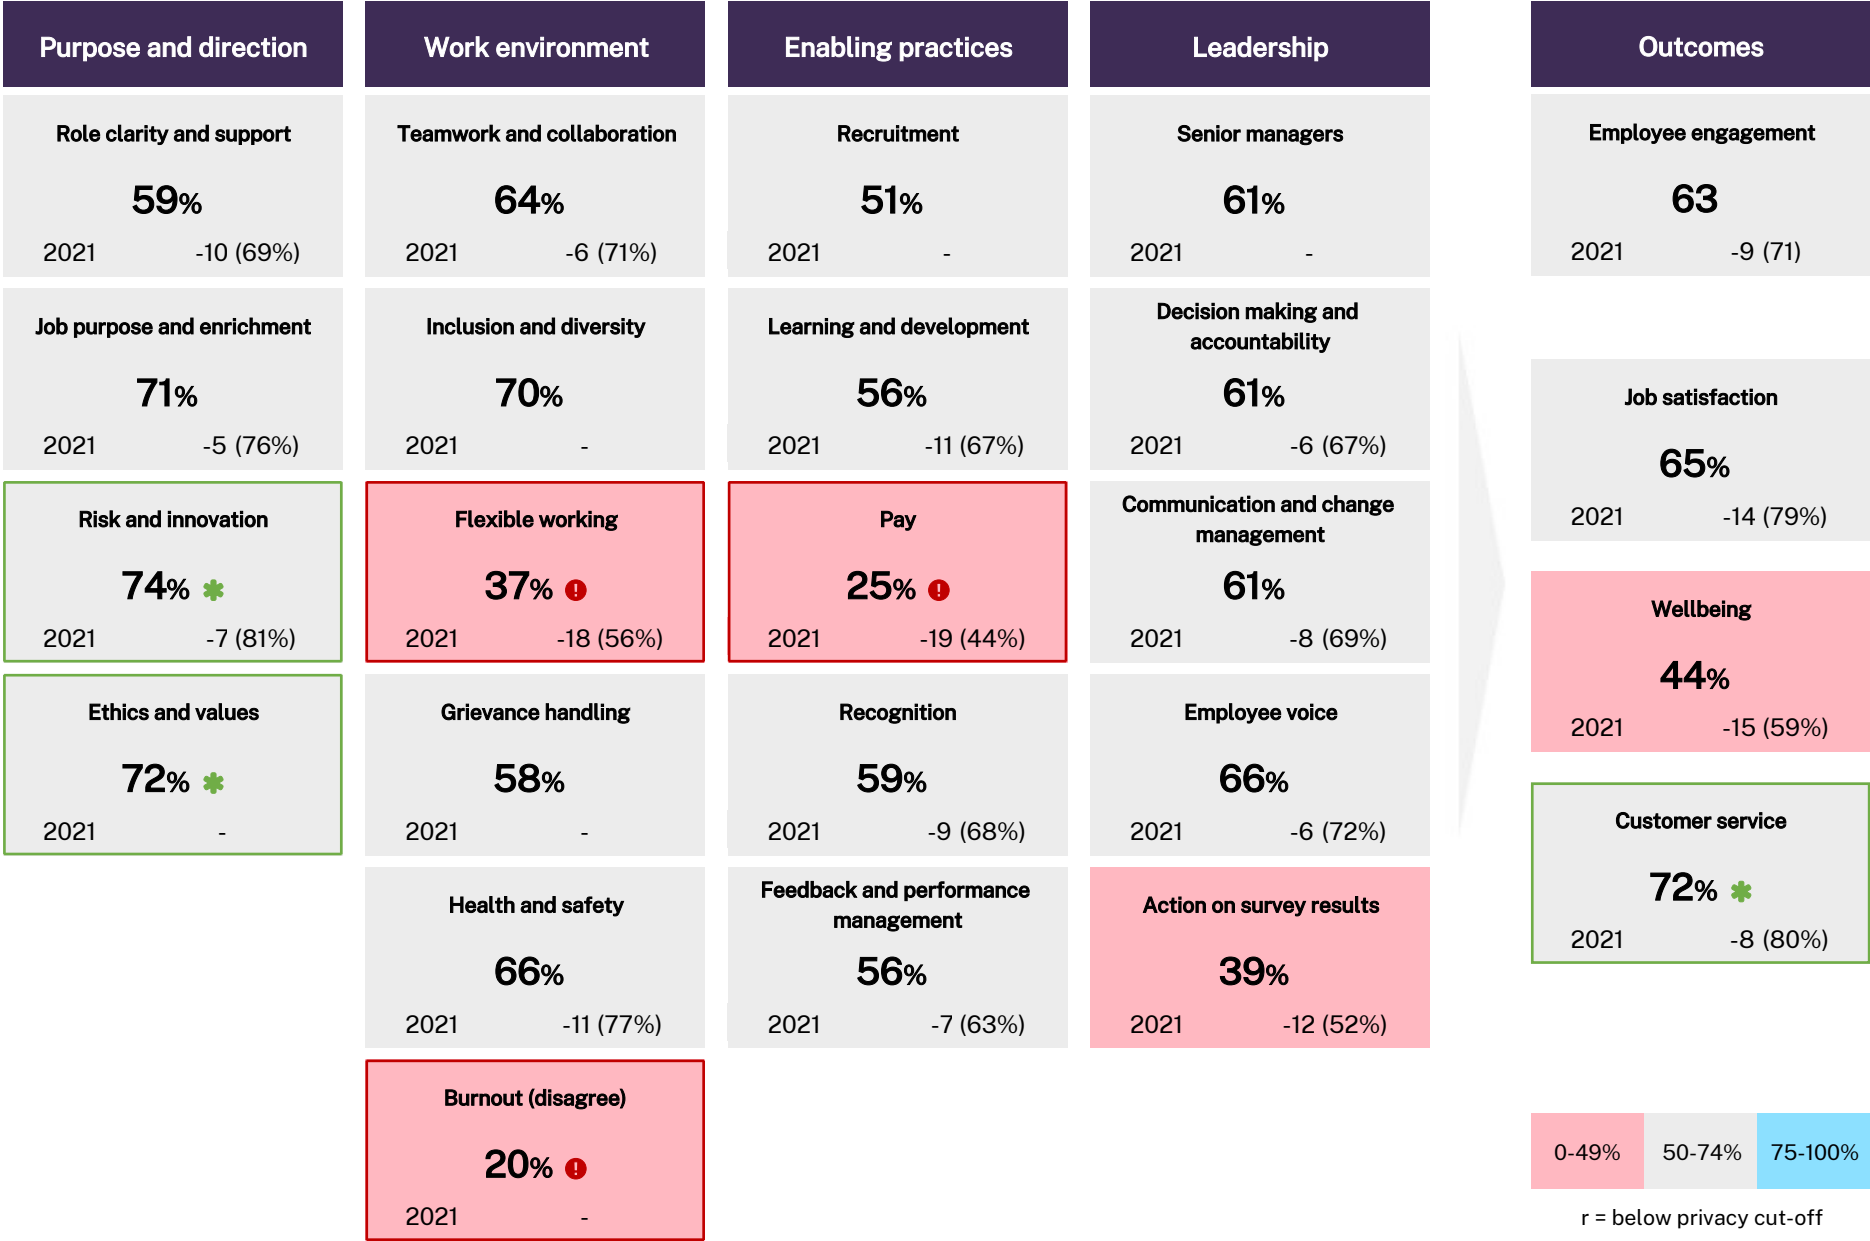 Purpose and direction
Role clarity and support
59%
2021 -10 (69%)
Job purpose and enrichment
71%
2021 -5 (76%)
Risk and innovation
74%
2021 -7 (81%)
Ethics and values
72%
2021 -
Work environment
Teamwork and collaboration
64%
2021 -6 (71%)
Inclusion and diversity
70%
2021 -
Flexible working
37%
2021 -18 (56%)
Grievance handling
58%
2021 -
Health and safety
66%
2021 -11 (77%)
Burnout (disagree)
20%
2021 -
Enabling practices
Recruitment
51%
2021 -
Learning and development
56%
2021 -11 (67%)
Pay
25%
2021 -19 (44%)
Recognition
59%
2021 -9 (68%)
Feedback and performance
management
56%
2021 -7 (63%)
Leadership
Senior managers
61%
2021 -
Decision making and
accountability
61%
2021 -6 (67%)
Communication and change
management
61%
2021 -8 (69%)
Employee voice
66%
2021 -6 (72%)
Action on survey results
39%
2021 -12 (52%)
Outcomes
Employee engagement
63
2021 -9 (71)
Job satisfaction
65%
2021 -14 (79%)
Wellbeing
44%
2021 -15 (59%)
Customer service
72%
2021 -8 (80%)
0-49% 50-74% 75-100%
r = below privacy cut-off